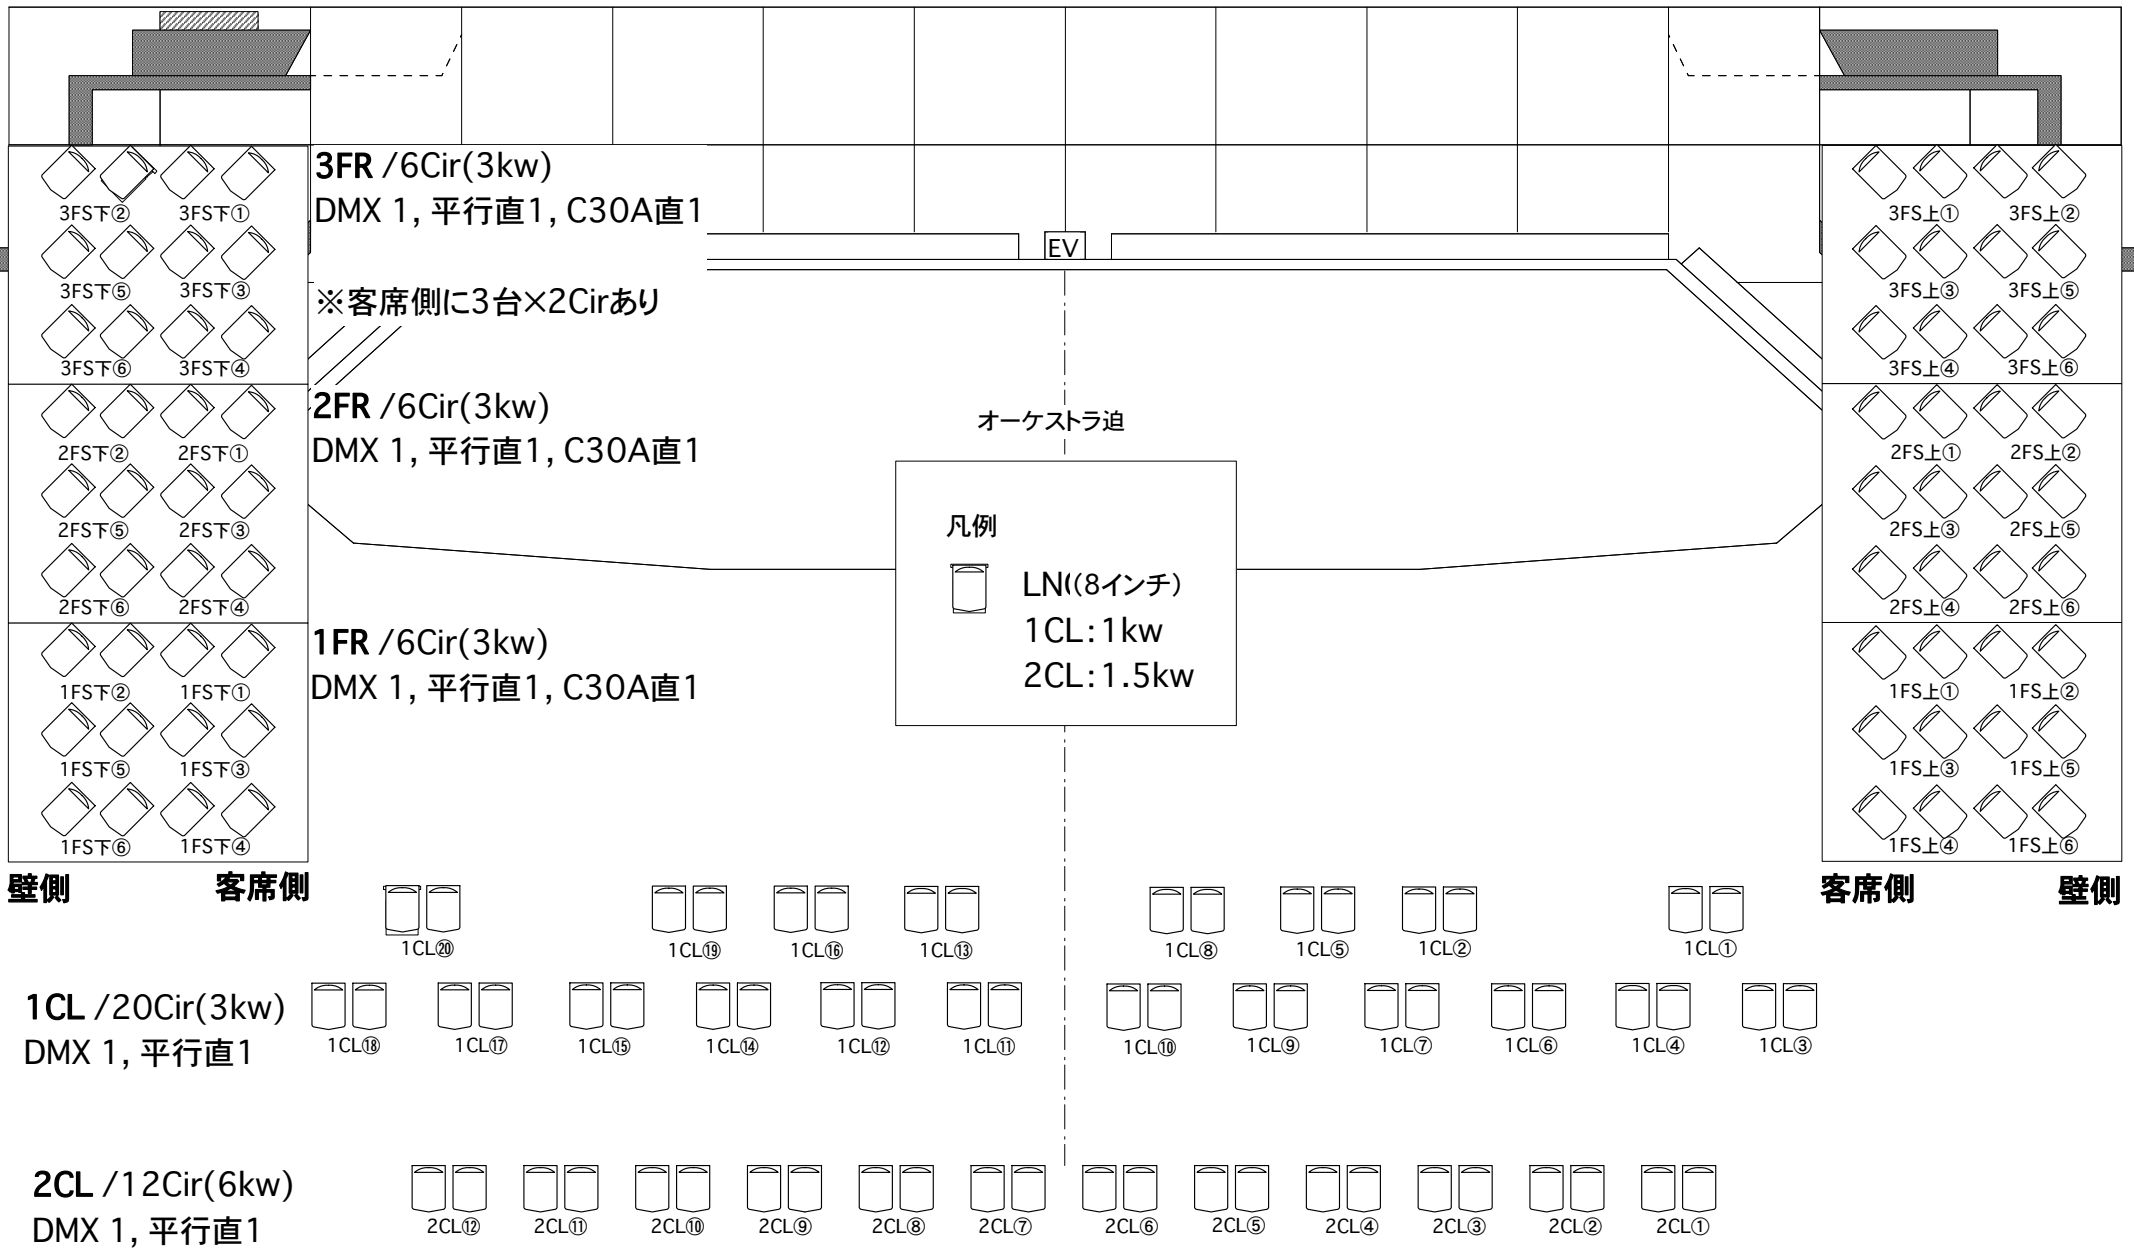 3FR /6Cir(3kw)
DMX 1, 平行直1, C30A直1
※客席側に3台×2Cirあり
2FR /6Cir(3kw)
DMX 1, 平行直1, C30A直1
1FR /6Cir(3kw)
DMX 1, 平行直1, C30A直1
3FS下② 3FS下①
3FS下⑤ 3FS下③
3FS下⑥ 3FS下④
2FS下② 2FS下①
2FS下⑤ 2FS下③
2FS下⑥ 2FS下④
1FS下② 1FS下①
1FS下⑤ 1FS下③
1FS下⑥ 1FS下④
壁側 客席側
EV
オーケストラ迫
凡例
LN((8インチ)
1CL:1kw
2CL:1.5kw
3FS上① 3FS上②
3FS上③ 3FS上⑤
3FS上④ 3FS上⑥
2FS上① 2FS上②
2FS上③ 2FS上⑤
2FS上④ 2FS上⑥
1FS上① 1FS上②
1FS上③ 1FS上⑤
1FS上④ 1FS上⑥
客席側 壁側
1CL⑳ 1CL⑲ 1CL⑯ 1CL⑬ 1CL⑧ 1CL⑤ 1CL② 1CL①
1CL /20Cir(3kw)
DMX 1, 平行直1
1CL⑱ 1CL⑰ 1CL⑮ 1CL⑭ 1CL⑫ 1CL⑪ 1CL⑩ 1CL⑨ 1CL⑦ 1CL⑥ 1CL④ 1CL③
2CL /12Cir(6kw)
DMX 1, 平行直1
2CL⑫ 2CL⑪ 2CL⑩ 2CL⑨ 2CL⑧ 2CL⑦ 2CL⑥ 2CL⑤ 2CL④ 2CL③ 2CL② 2CL①